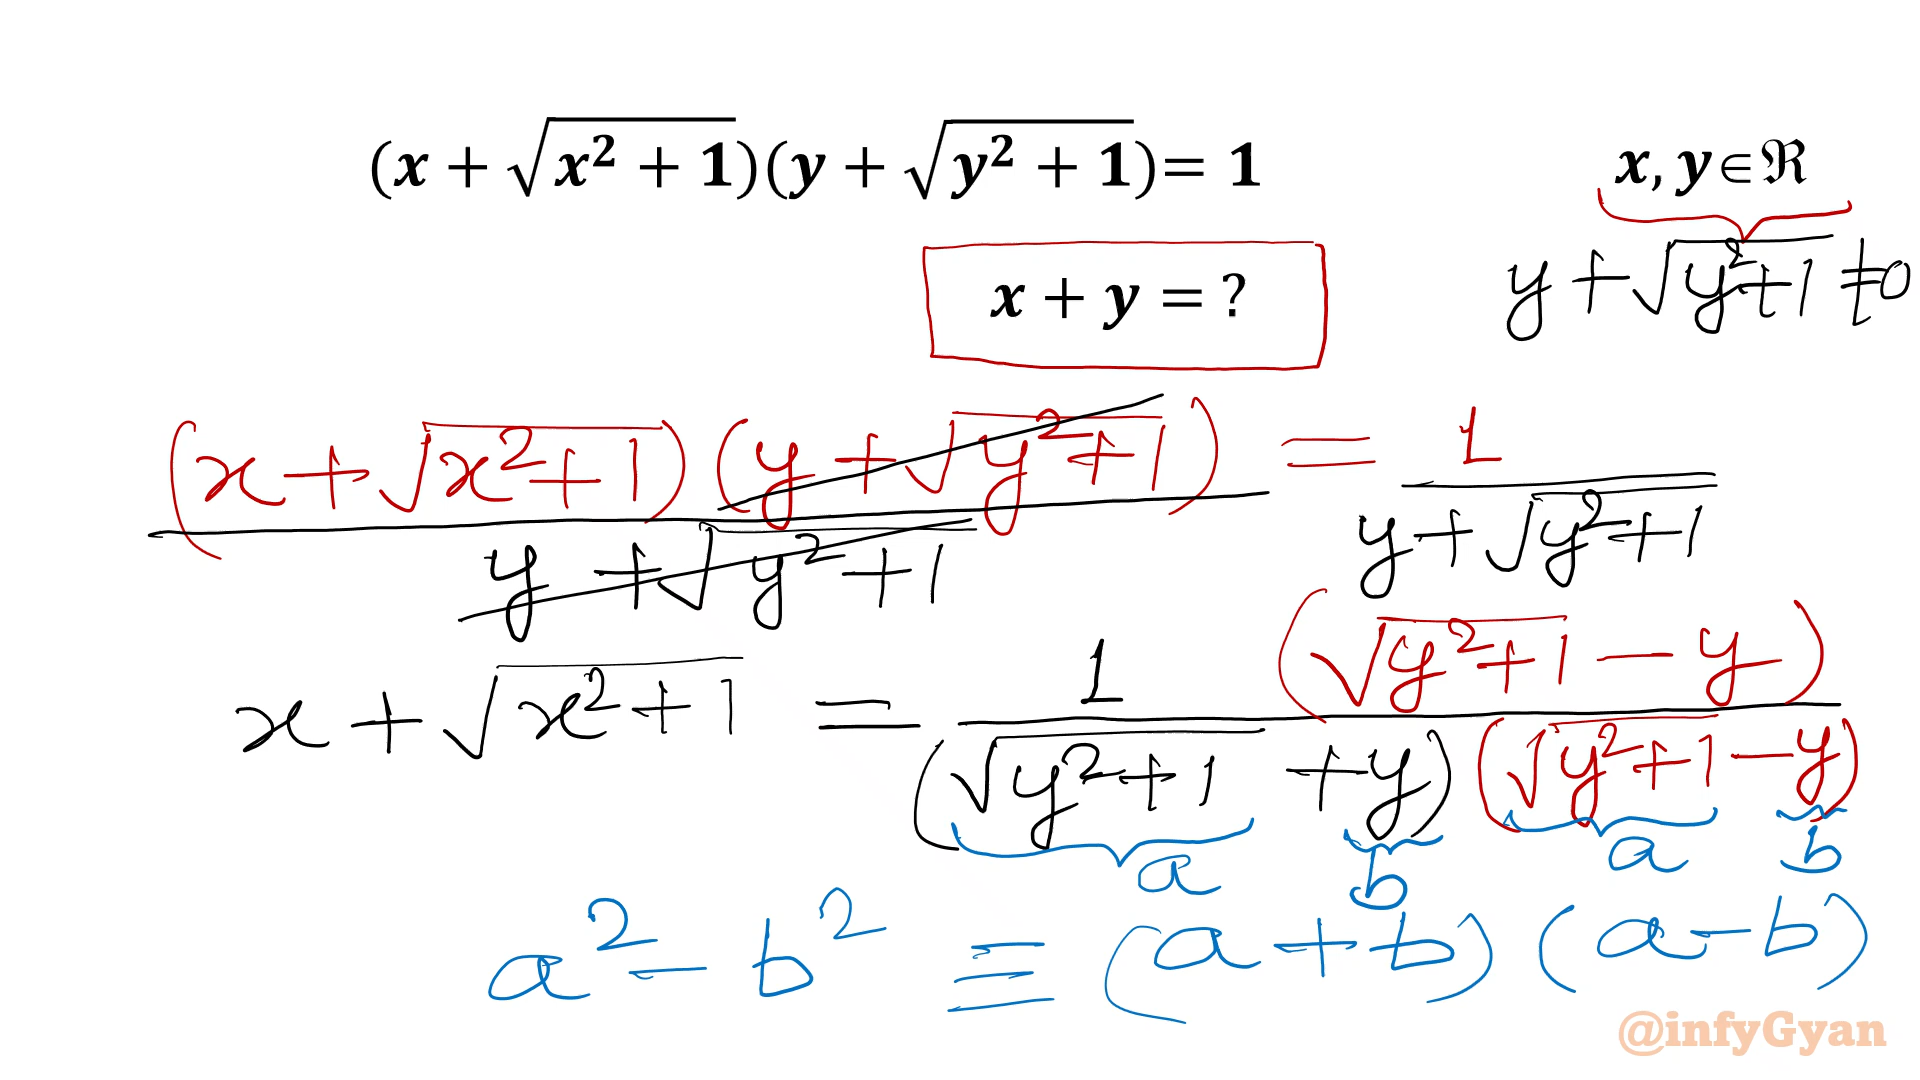 (x + √(x² + 1))(y + √(y² + 1)) = 1
x, y ∈ ℜ
y + √(y² + 1) ≠ 0
x + y = ?
(x + √(x² + 1)) (y + √(y² + 1)) / (y + √(y² + 1)) = 1 / (y + √(y² + 1))
x + √(x² + 1) = 1 (√(y² + 1) − y) / (√(y² + 1) + y) (√(y² + 1) − y)
a b a b
a² − b² ≡ (a + b) (a − b)
@infyGyan